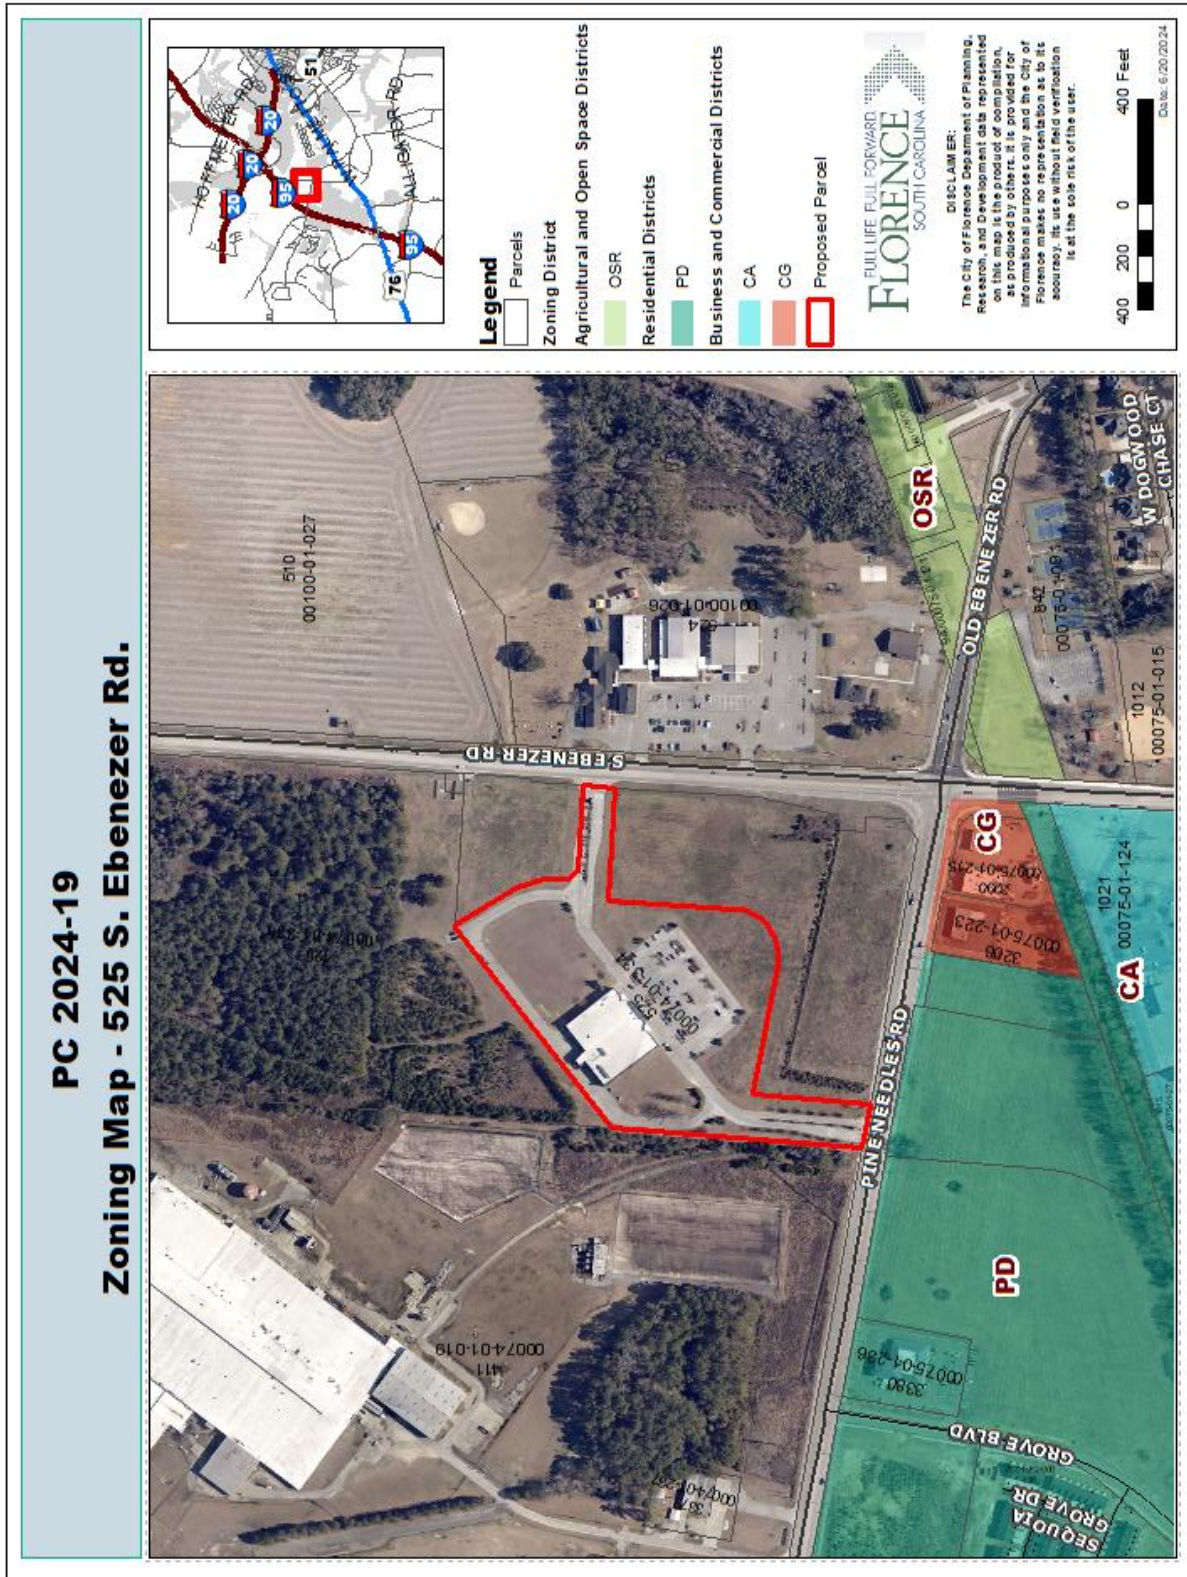 PC 2024-19
Zoning Map - 525 S. Ebenezer Rd.
510
00100-01-027
S EBENEZER RD
00100-01-026
OSR
OLD EBENEZER RD
842
00075-01-091
W DOGWOOD
CHASE CT
1012
00075-01-015
525
CG
3208
00075-01-223
00075-01-215
1021
00075-01-124
CA
PINE NEEDLES RD
PD
411
00074-01-019
3380
00075-01-286
GROVE BLVD
SEQUOIA
GROVE DR
20
20
20
95
95
76
51
ALLIGATOR RD
Legend
Parcels
Zoning District
Agricultural and Open Space Districts
OSR
Residential Districts
PD
Business and Commercial Districts
CA
CG
Proposed Parcel
FULL LIFE. FULL FORWARD.
FLORENCE
SOUTH CAROLINA
DISCLAIMER:
The City of Florence Department of Planning,
Research, and Development data represented
on this map is the product of compilation,
as produced by others. It is provided for
informational purposes only and the City of
Florence makes no representation as to its
accuracy. Its use without field verification
is at the sole risk of the user.
400 200 0 400 Feet
Date: 6/20/2024